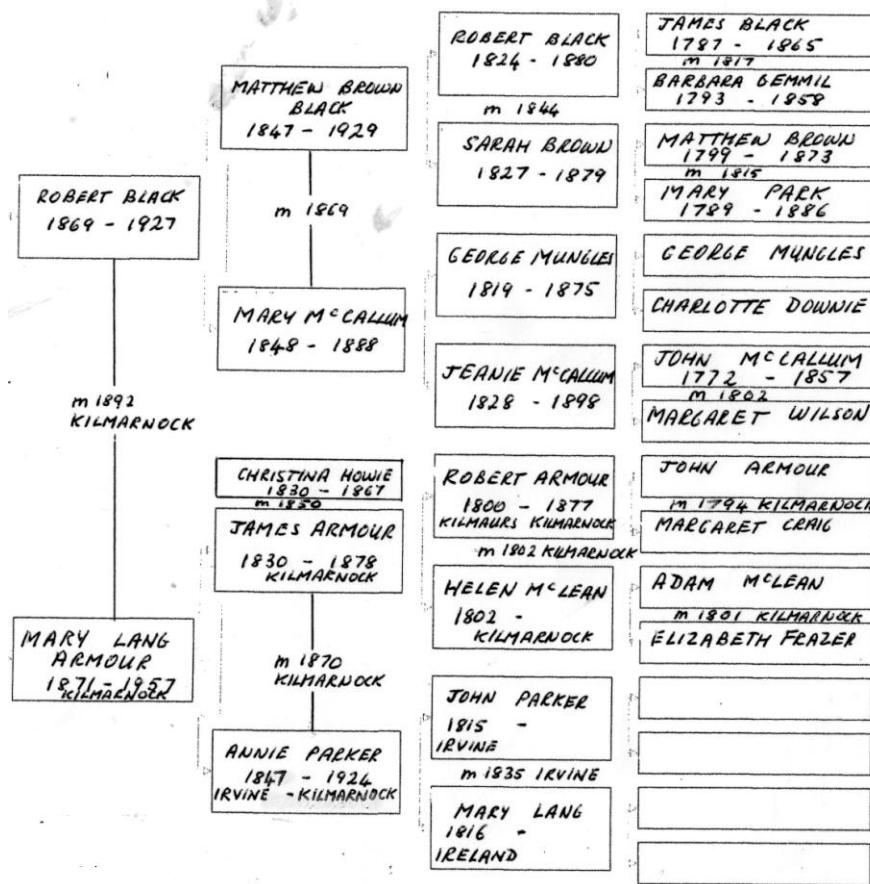 ROBERT BLACK
1869 - 1927
m 1892
KILMARNOCK
MARY LANG
ARMOUR
1871 - 1957
KILMARNOCK
MATTHEW BROWN
BLACK
1847 - 1929
m 1869
MARY McCALLUM
1848 - 1888
CHRISTINA HOWIE
1830 - 1867
m 1850
JAMES ARMOUR
1830 - 1878
KILMARNOCK
m 1870
KILMARNOCK
ANNIE PARKER
1847 - 1924
IRVINE - KILMARNOCK
ROBERT BLACK
1824 - 1880
m 1844
SARAH BROWN
1827 - 1879
GEORGE MUNGLES
1819 - 1875
JEANIE McCALLUM
1828 - 1898
ROBERT ARMOUR
1800 - 1877
KILMAURS KILMARNOCK
m 1802 KILMARNOCK
HELEN McLEAN
1802 -
KILMARNOCK
JOHN PARKER
1815 -
IRVINE
m 1835 IRVINE
MARY LANG
1816 -
IRELAND
JAMES BLACK
1787 - 1865
m 1817
BARBARA GEMMIL
1793 - 1858
MATTHEW BROWN
1799 - 1873
m 1815
MARY PARK
1789 - 1886
GEORGE MUNGLES
CHARLOTTE DOWNIE
JOHN McCALLUM
1772 - 1857
m 1802
MARGARET WILSON
JOHN ARMOUR
m 1794 KILMARNOCK
MARGARET CRAIG
ADAM McLEAN
m 1801 KILMARNOCK
ELIZABETH FRAZER